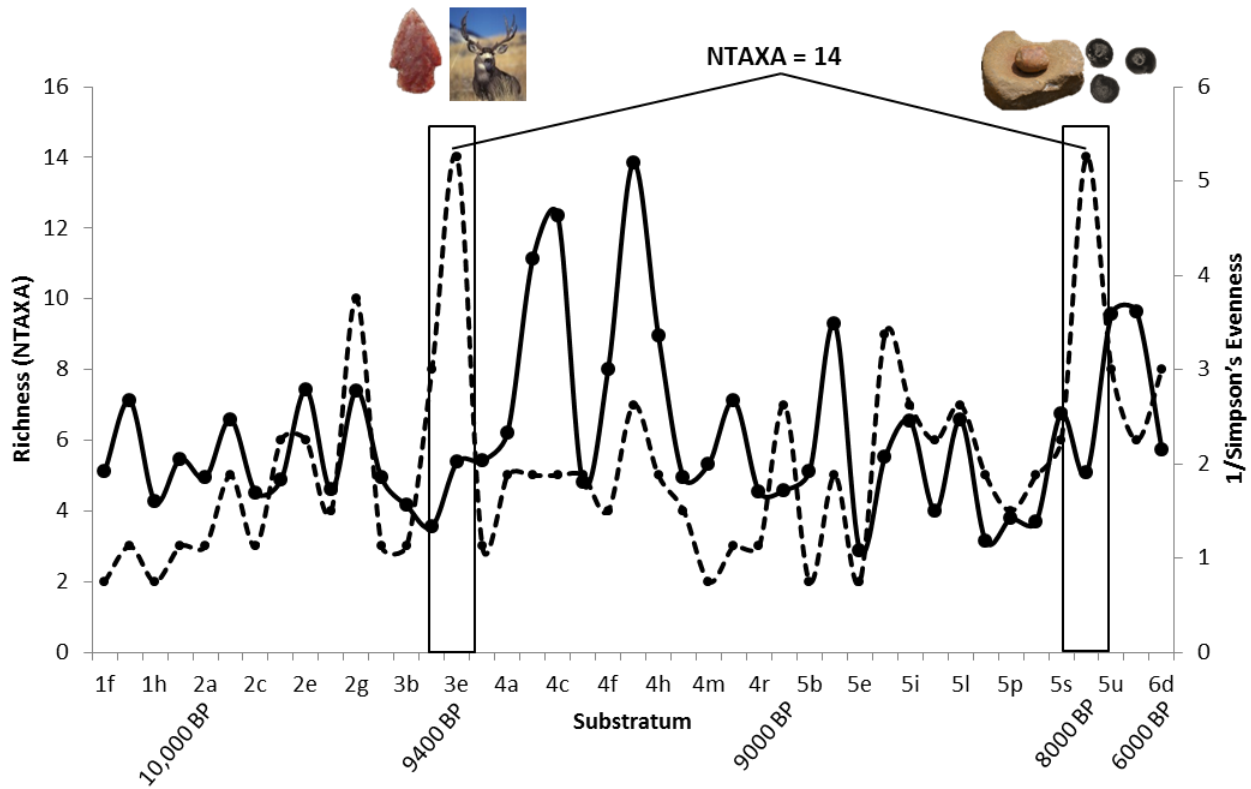 NTAXA = 14
16
14
12
10
8
6
4
2
0
Richness (NTAXA)
6
5
4
3
2
1
0
1/Simpson's Evenness
1f 1h 2a 2c 2e 2g 3b 3e 4a 4c 4f 4h 4m 4r 5b 5e 5i 5l 5p 5s 5u 6d
10,000 BP 9400 BP 9000 BP 8000 BP 6000 BP
Substratum